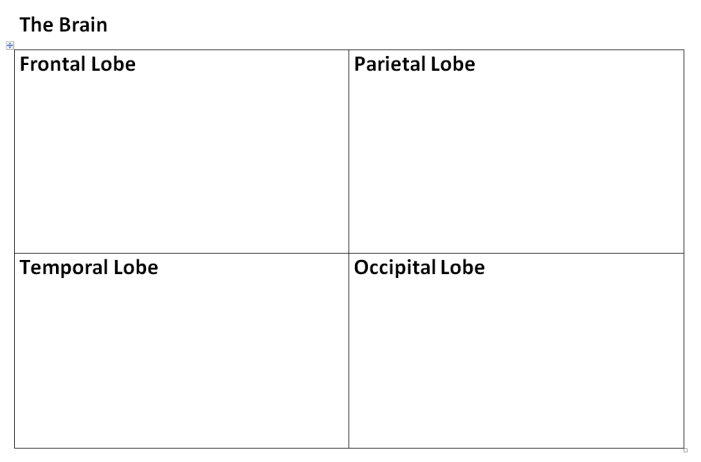 The Brain
Frontal Lobe
Parietal Lobe
Temporal Lobe
Occipital Lobe